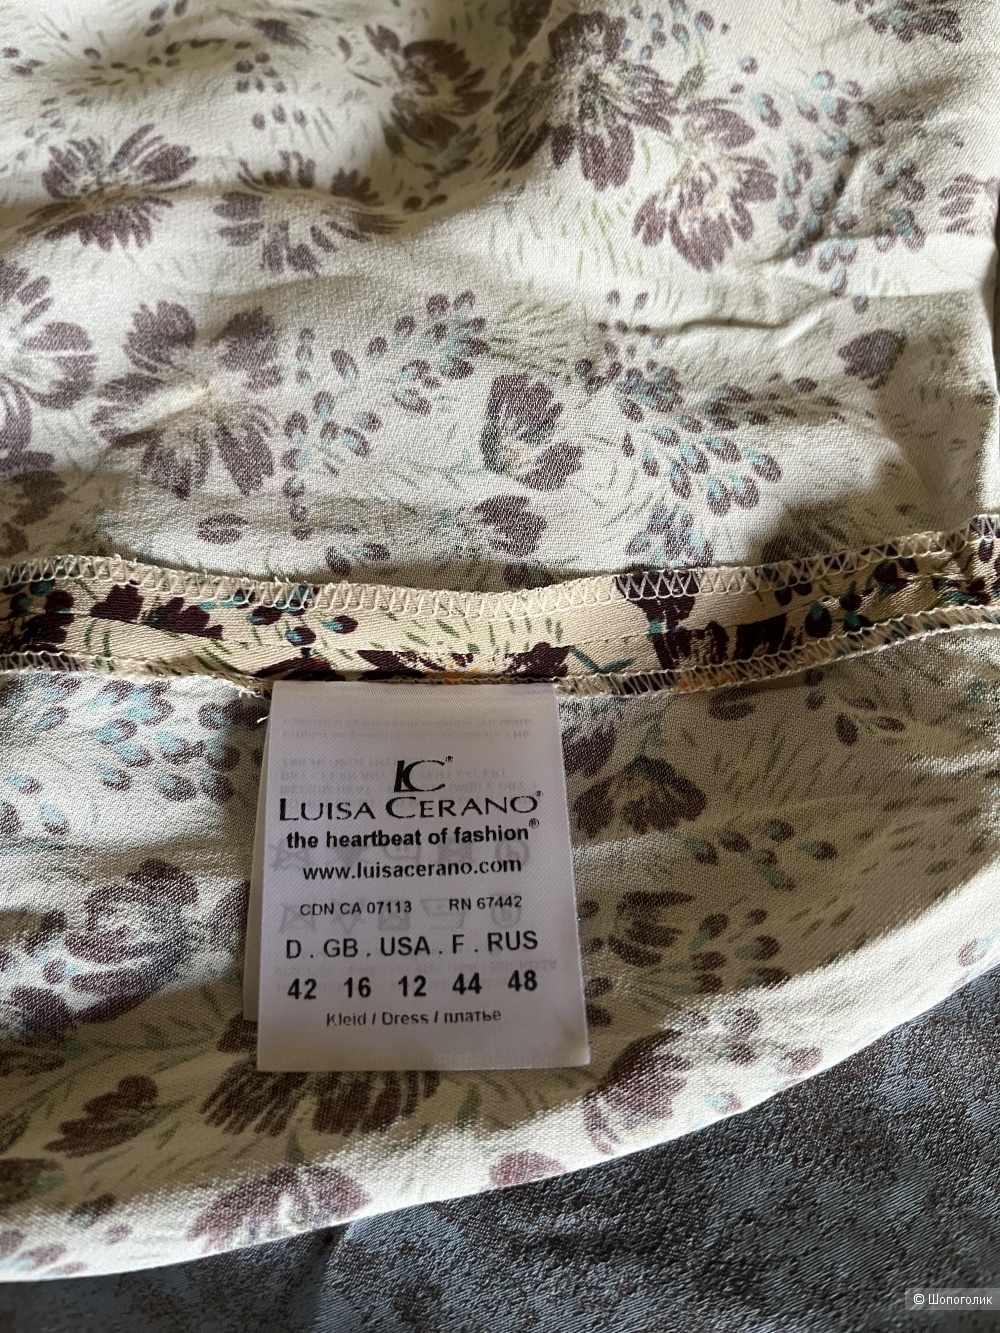 LC®
LUISA CERANO®
the heartbeat of fashion®
www.luisacerano.com
CDN CA 07113 RN 67442
D . GB . USA . F . RUS
42 16 12 44 48
Kleid / Dress / платье
© Шопоголик